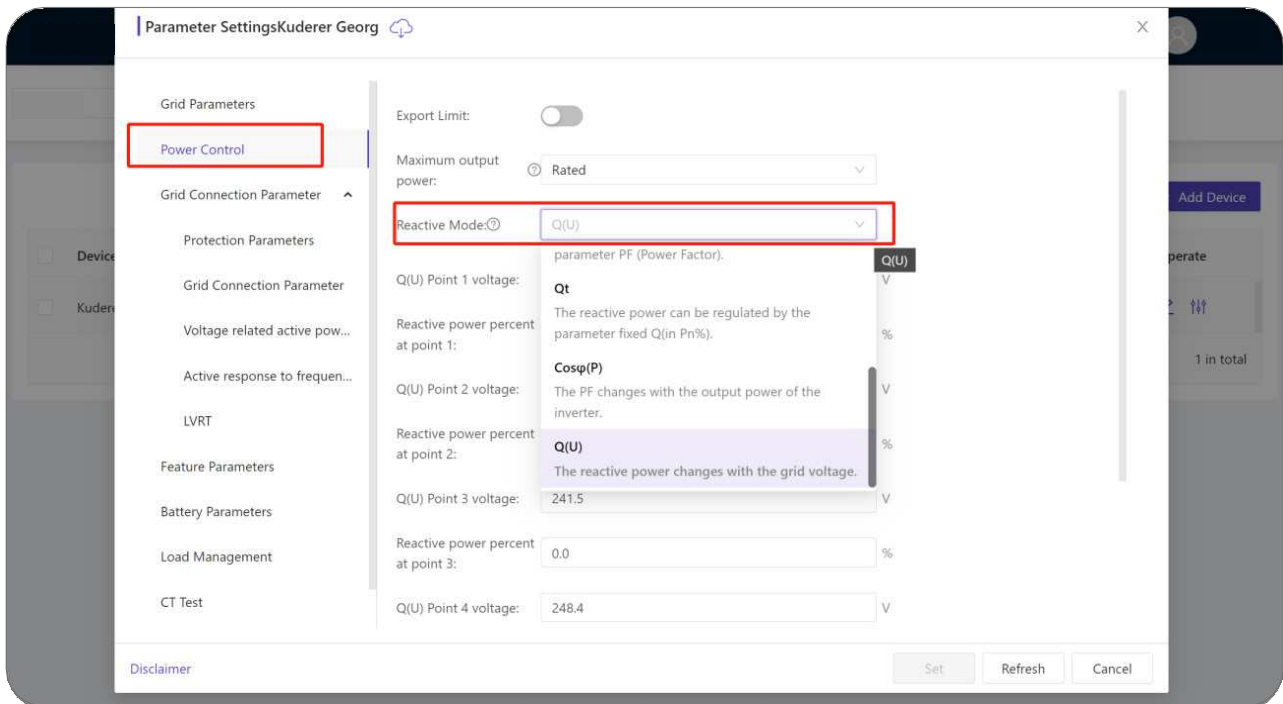 Parameter SettingsKuderer Georg
Grid Parameters
Power Control
Grid Connection Parameter
Protection Parameters
Grid Connection Parameter
Voltage related active pow...
Active response to frequen...
LVRT
Feature Parameters
Battery Parameters
Load Management
CT Test
Export Limit:
Maximum output
power:
Rated
Reactive Mode:
Q(U)
parameter PF (Power Factor).
Qt
The reactive power can be regulated by the
parameter fixed Q(in Pn%).
Cosφ(P)
The PF changes with the output power of the
inverter.
Q(U)
The reactive power changes with the grid voltage.
Q(U)
Q(U) Point 1 voltage:
V
Reactive power percent
at point 1:
%
Q(U) Point 2 voltage:
V
Reactive power percent
at point 2:
%
Q(U) Point 3 voltage:
241.5
V
Reactive power percent
at point 3:
0.0
%
Q(U) Point 4 voltage:
248.4
V
Disclaimer
Set
Refresh
Cancel
Add Device
1 in total